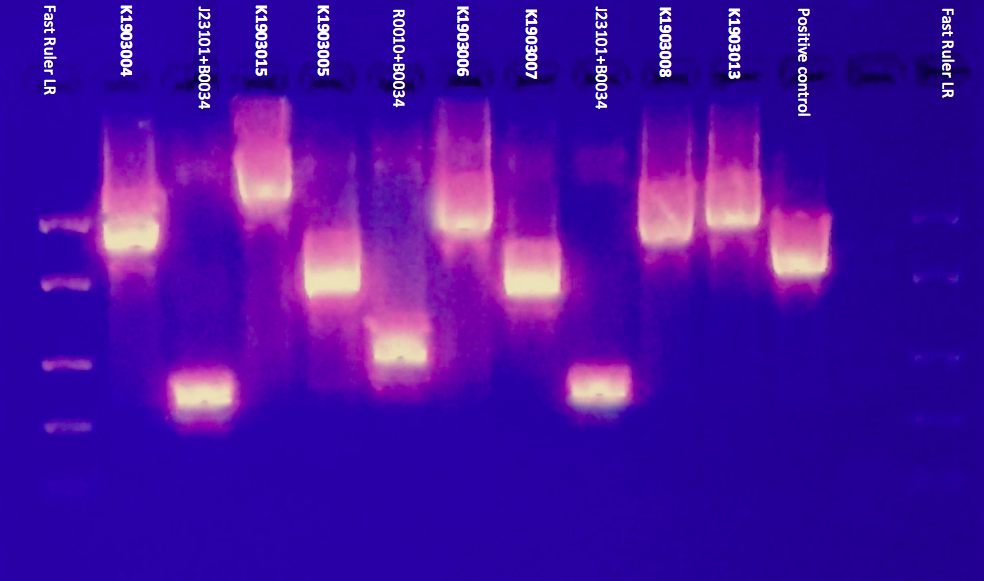 Fast Ruler LR
K1903004
J23101+B0034
K1903015
K1903005
R0010+B0034
K1903006
K1903007
J23101+B0034
K1903008
K1903013
Positive control
Fast Ruler LR